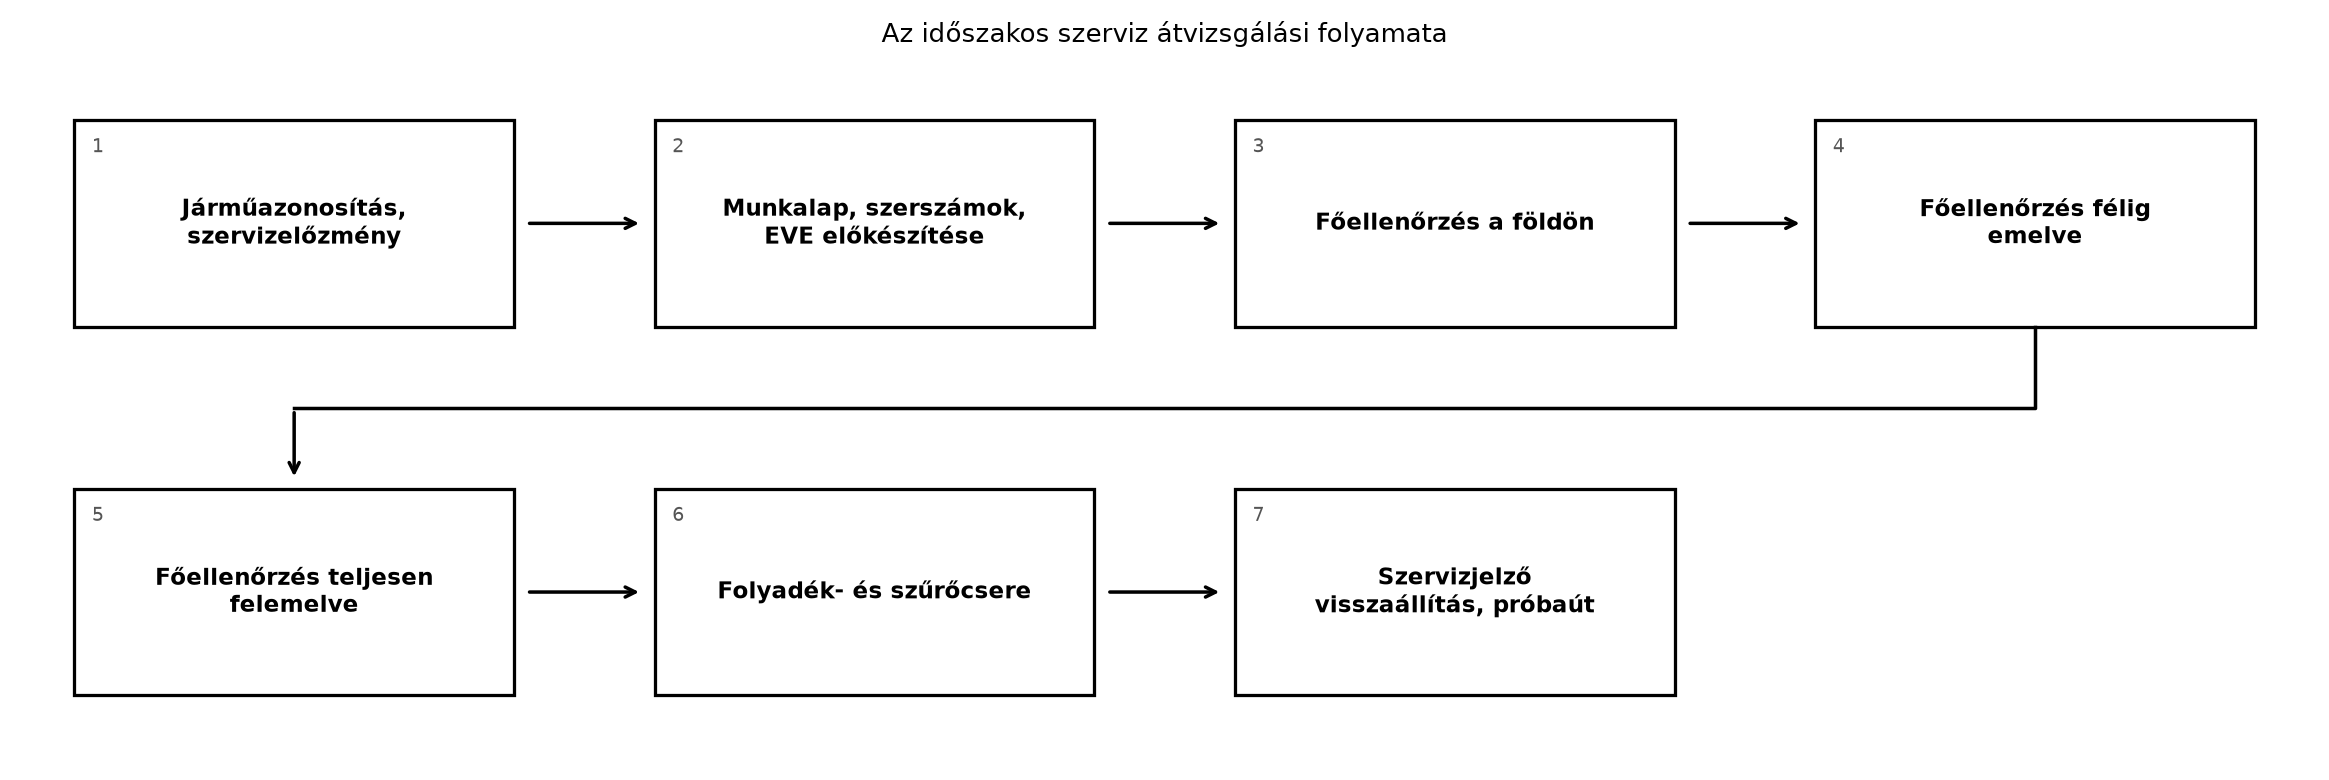 Az időszakos szerviz átvizsgálási folyamata
1
Járműazonosítás,
szervizelőzmény
2
Munkalap, szerszámok,
EVE előkészítése
3
Főellenőrzés a földön
4
Főellenőrzés félig
emelve
5
Főellenőrzés teljesen
felemelve
6
Folyadék- és szűrőcsere
7
Szervizjelző
visszaállítás, próbaút